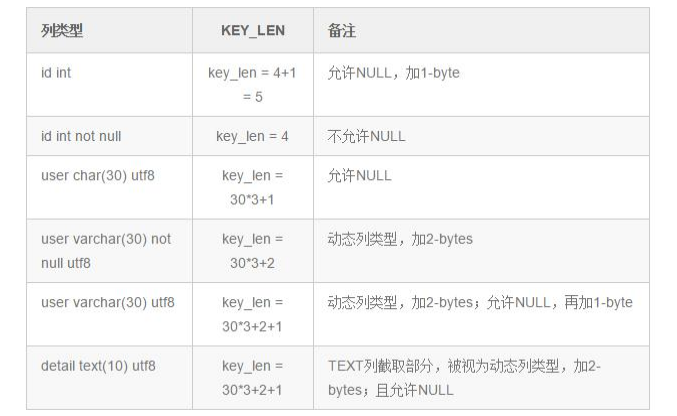 列类型 KEY_LEN 备注
id int key_len = 4+1 允许NULL，加1-byte
= 5
id int not null key_len = 4 不允许NULL
user char(30) utf8 key_len = 允许NULL
30*3+1
user varchar(30) not key_len = 动态列类型，加2-bytes
null utf8 30*3+2
user varchar(30) utf8 key_len = 动态列类型，加2-bytes；允许NULL，再加1-byte
30*3+2+1
detail text(10) utf8 key_len = TEXT列截取部分，被视为动态列类型，加2-
30*3+2+1 bytes；且允许NULL